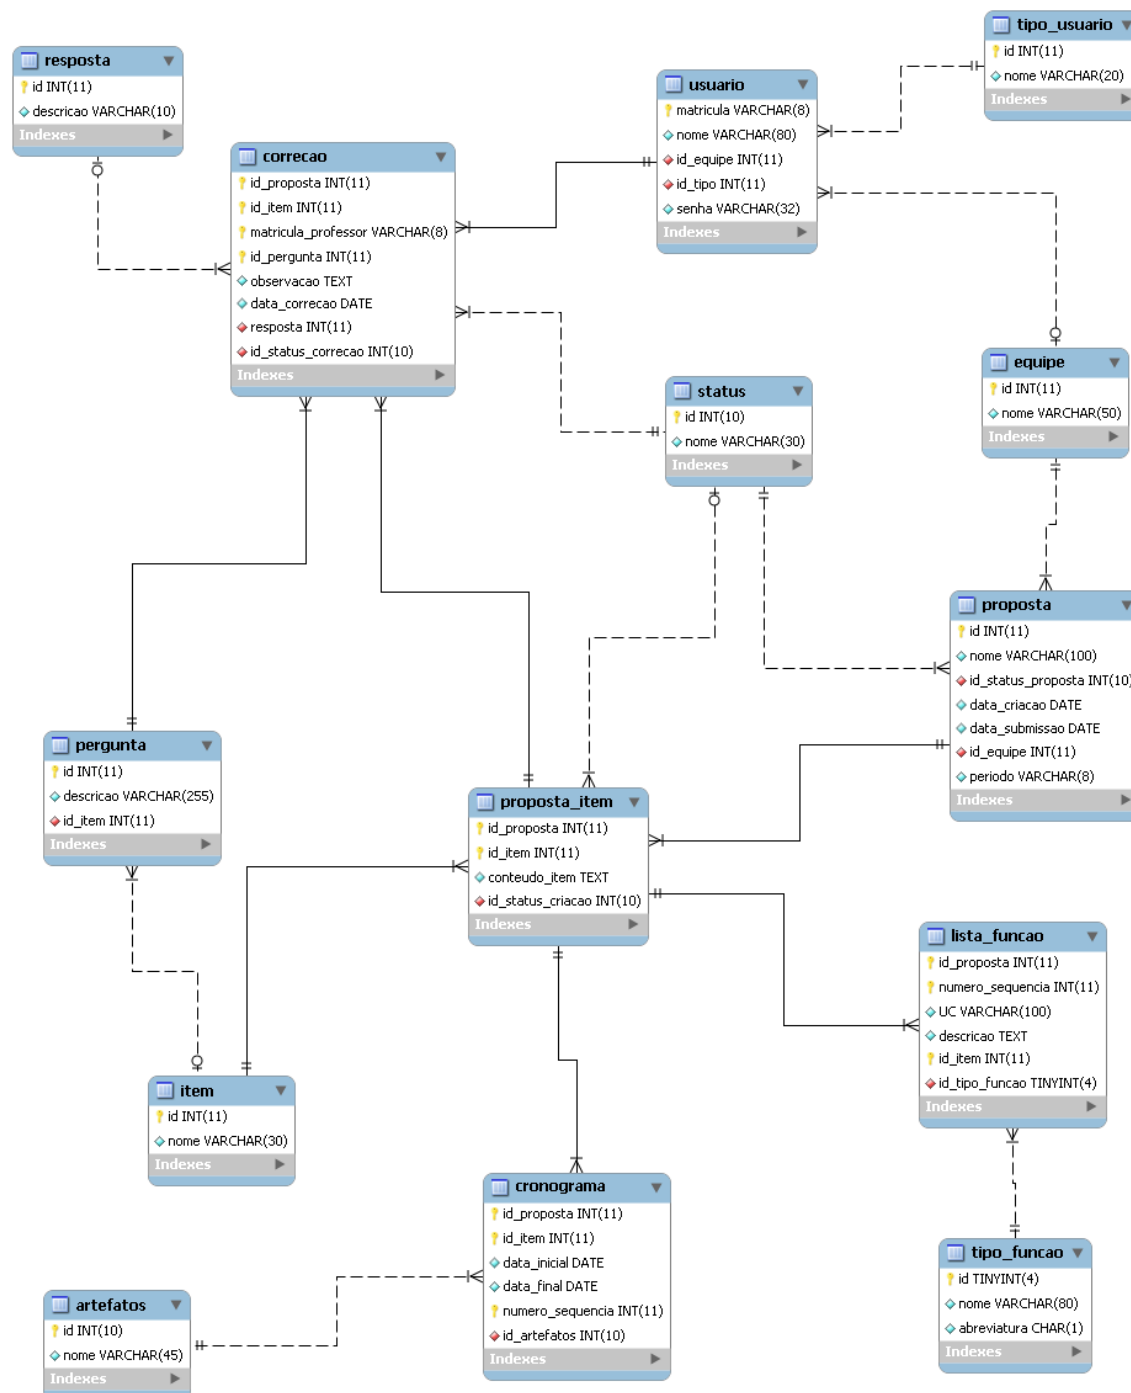 tipo_usuario
id INT(11)
nome VARCHAR(20)
Indexes
resposta
id INT(11)
descricao VARCHAR(10)
Indexes
usuario
matricula VARCHAR(8)
nome VARCHAR(80)
id_equipe INT(11)
id_tipo INT(11)
senha VARCHAR(32)
Indexes
correcao
id_proposta INT(11)
id_item INT(11)
matricula_professor VARCHAR(8)
id_pergunta INT(11)
observacao TEXT
data_correcao DATE
resposta INT(11)
id_status_correcao INT(10)
Indexes
equipe
id INT(11)
nome VARCHAR(50)
Indexes
status
id INT(10)
nome VARCHAR(30)
Indexes
proposta
id INT(11)
nome VARCHAR(100)
id_status_proposta INT(10)
data_criacao DATE
data_submissao DATE
id_equipe INT(11)
periodo VARCHAR(8)
Indexes
pergunta
id INT(11)
descricao VARCHAR(255)
id_item INT(11)
Indexes
proposta_item
id_proposta INT(11)
id_item INT(11)
conteudo_item TEXT
id_status_criacao INT(10)
Indexes
lista_funcao
id_proposta INT(11)
numero_sequencia INT(11)
UC VARCHAR(100)
descricao TEXT
id_item INT(11)
id_tipo_funcao TINYINT(4)
Indexes
item
id INT(11)
nome VARCHAR(30)
Indexes
cronograma
id_proposta INT(11)
id_item INT(11)
data_inicial DATE
data_final DATE
numero_sequencia INT(11)
id_artefatos INT(10)
Indexes
tipo_funcao
id TINYINT(4)
nome VARCHAR(80)
abreviatura CHAR(1)
Indexes
artefatos
id INT(10)
nome VARCHAR(45)
Indexes